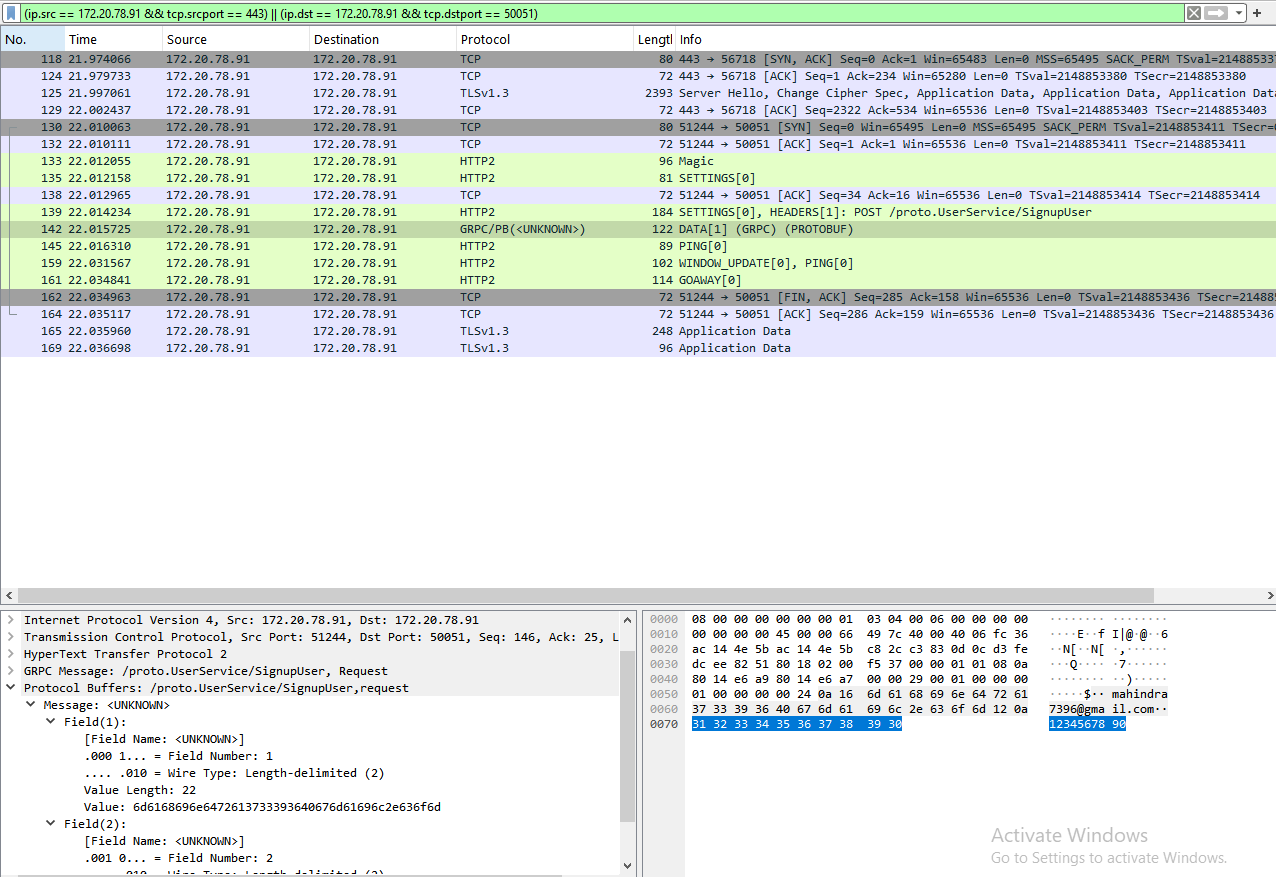 (ip.src == 172.20.78.91 && tcp.srcport == 443) || (ip.dst == 172.20.78.91 && tcp.dstport == 50051)
No. Time Source Destination Protocol Lengtl Info
118 21.974066 172.20.78.91 172.20.78.91 TCP 80 443 → 56718 [SYN, ACK] Seq=0 Ack=1 Win=65483 Len=0 MSS=65495 SACK_PERM TSval=214885337
124 21.979733 172.20.78.91 172.20.78.91 TCP 72 443 → 56718 [ACK] Seq=1 Ack=234 Win=65280 Len=0 TSval=2148853380 TSecr=2148853380
125 21.997061 172.20.78.91 172.20.78.91 TLSv1.3 2393 Server Hello, Change Cipher Spec, Application Data, Application Data, Application Dat
129 22.002437 172.20.78.91 172.20.78.91 TCP 72 443 → 56718 [ACK] Seq=2322 Ack=534 Win=65536 Len=0 TSval=2148853403 TSecr=2148853403
130 22.010063 172.20.78.91 172.20.78.91 TCP 80 51244 → 50051 [SYN] Seq=0 Win=65495 Len=0 MSS=65495 SACK_PERM TSval=2148853411 TSecr=
132 22.010111 172.20.78.91 172.20.78.91 TCP 72 51244 → 50051 [ACK] Seq=1 Ack=1 Win=65536 Len=0 TSval=2148853411 TSecr=2148853411
133 22.012055 172.20.78.91 172.20.78.91 HTTP2 96 Magic
135 22.012158 172.20.78.91 172.20.78.91 HTTP2 81 SETTINGS[0]
138 22.012965 172.20.78.91 172.20.78.91 TCP 72 51244 → 50051 [ACK] Seq=34 Ack=16 Win=65536 Len=0 TSval=2148853414 TSecr=2148853414
139 22.014234 172.20.78.91 172.20.78.91 HTTP2 184 SETTINGS[0], HEADERS[1]: POST /proto.UserService/SignupUser
142 22.015725 172.20.78.91 172.20.78.91 GRPC/PB(<UNKNOWN>) 122 DATA[1] (GRPC) (PROTOBUF)
145 22.016310 172.20.78.91 172.20.78.91 HTTP2 89 PING[0]
159 22.031567 172.20.78.91 172.20.78.91 HTTP2 102 WINDOW_UPDATE[0], PING[0]
161 22.034841 172.20.78.91 172.20.78.91 HTTP2 114 GOAWAY[0]
162 22.034963 172.20.78.91 172.20.78.91 TCP 72 51244 → 50051 [FIN, ACK] Seq=285 Ack=158 Win=65536 Len=0 TSval=2148853436 TSecr=21488
164 22.035117 172.20.78.91 172.20.78.91 TCP 72 51244 → 50051 [ACK] Seq=286 Ack=159 Win=65536 Len=0 TSval=2148853436 TSecr=2148853436
165 22.035960 172.20.78.91 172.20.78.91 TLSv1.3 248 Application Data
169 22.036698 172.20.78.91 172.20.78.91 TLSv1.3 96 Application Data
Internet Protocol Version 4, Src: 172.20.78.91, Dst: 172.20.78.91
Transmission Control Protocol, Src Port: 51244, Dst Port: 50051, Seq: 146, Ack: 25, L
HyperText Transfer Protocol 2
GRPC Message: /proto.UserService/SignupUser, Request
Protocol Buffers: /proto.UserService/SignupUser,request
Message: <UNKNOWN>
Field(1):
[Field Name: <UNKNOWN>]
.000 1... = Field Number: 1
.... .010 = Wire Type: Length-delimited (2)
Value Length: 22
Value: 6d6168696e6472613733393640676d61696c2e636f6d
Field(2):
[Field Name: <UNKNOWN>]
.001 0... = Field Number: 2
.... .010 = Wire Type: Length-delimited (2)
0000 08 00 00 00 00 00 00 01 03 04 00 06 00 00 00 00 ········ ········
0010 00 00 00 00 45 00 00 66 49 7c 40 00 40 06 fc 36 ····E··f I|@·@··6
0020 ac 14 4e 5b ac 14 4e 5b c8 2c c3 83 0d 0c d3 fe ··N[··N[ ·,······
0030 dc ee 82 51 80 18 02 00 f5 37 00 00 01 01 08 0a ···Q···· ·7······
0040 80 14 e6 a9 80 14 e6 a7 00 00 29 00 01 00 00 00 ········ ··)·····
0050 01 00 00 00 00 24 0a 16 6d 61 68 69 6e 64 72 61 ·····$·· mahindra
0060 37 33 39 36 40 67 6d 61 69 6c 2e 63 6f 6d 12 0a 7396@gma il.com··
0070 31 32 33 34 35 36 37 38 39 30 12345678 90
Activate Windows
Go to Settings to activate Windows.